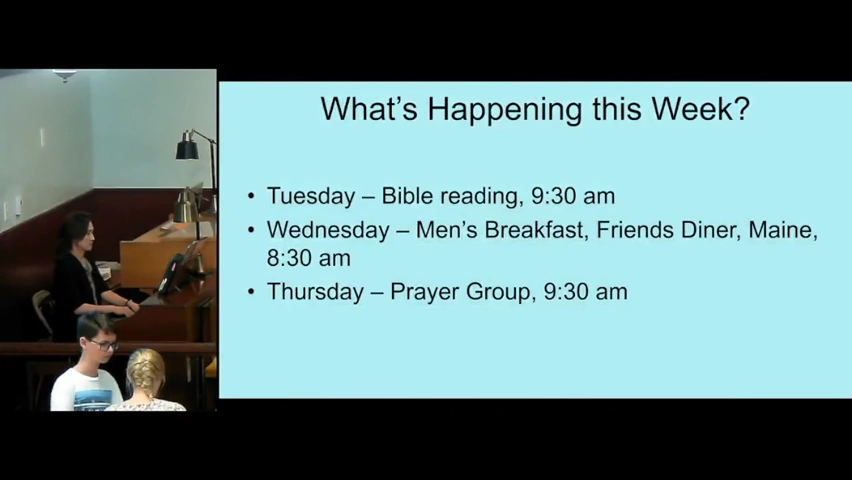 What's Happening this Week?
• Tuesday – Bible reading, 9:30 am
• Wednesday – Men's Breakfast, Friends Diner, Maine,
8:30 am
• Thursday – Prayer Group, 9:30 am